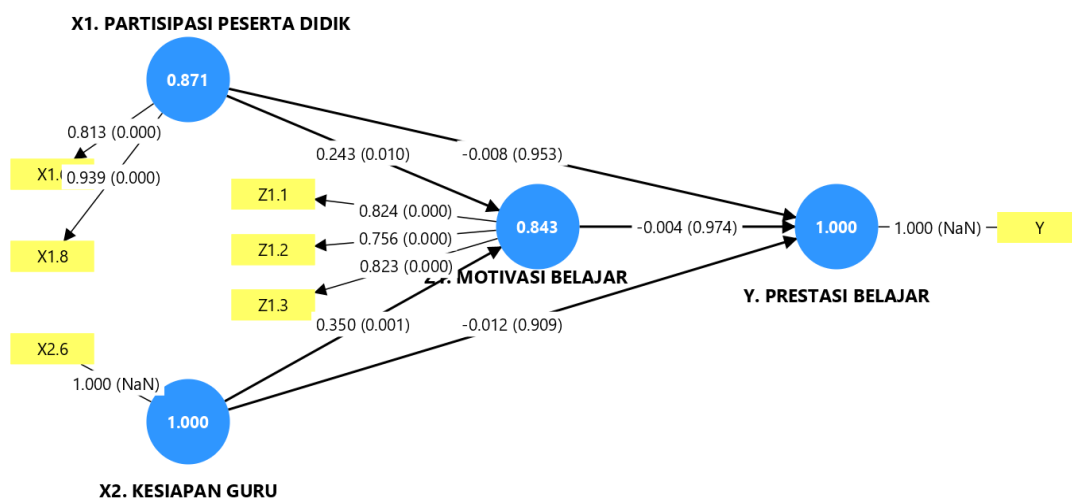 X1. PARTISIPASI PESERTA DIDIK
0.871
0.813 (0.000)
0.939 (0.000)
X1.8
0.243 (0.010)
-0.008 (0.953)
Z1.1
0.824 (0.000)
Z1.2
0.756 (0.000)
0.823 (0.000)
Z1.3
0.843
MOTIVASI BELAJAR
-0.004 (0.974)
1.000
1.000 (NaN)
Y
Y. PRESTASI BELAJAR
0.350 (0.001)
-0.012 (0.909)
X2.6
1.000 (NaN)
1.000
X2. KESIAPAN GURU